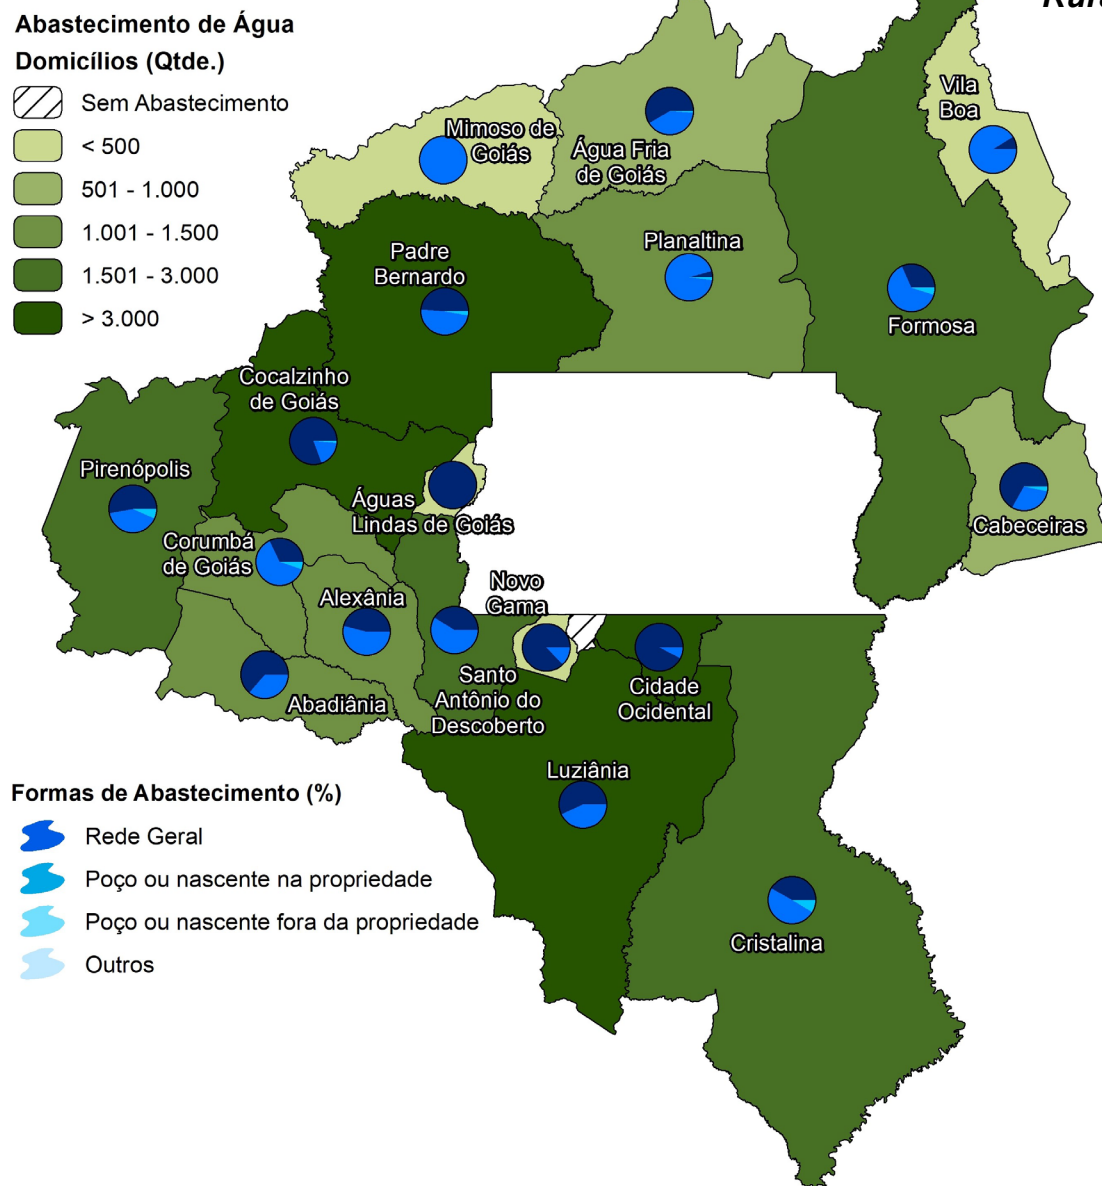 Abastecimento de Água
Domicílios (Qtde.)
Sem Abastecimento
< 500
501 - 1.000
1.001 - 1.500
1.501 - 3.000
> 3.000
Mimoso de
Goiás
Água Fria
de Goiás
Vila
Boa
Padre
Bernardo
Planaltina
Formosa
Cocalzinho
de Goiás
Pirenópolis
Águas
Lindas de Goiás
Cabeceiras
Corumbá
de Goiás
Alexânia
Novo
Gama
Abadiânia
Santo
Antônio do
Descoberto
Cidade
Ocidental
Luziânia
Cristalina
Formas de Abastecimento (%)
Rede Geral
Poço ou nascente na propriedade
Poço ou nascente fora da propriedade
Outros